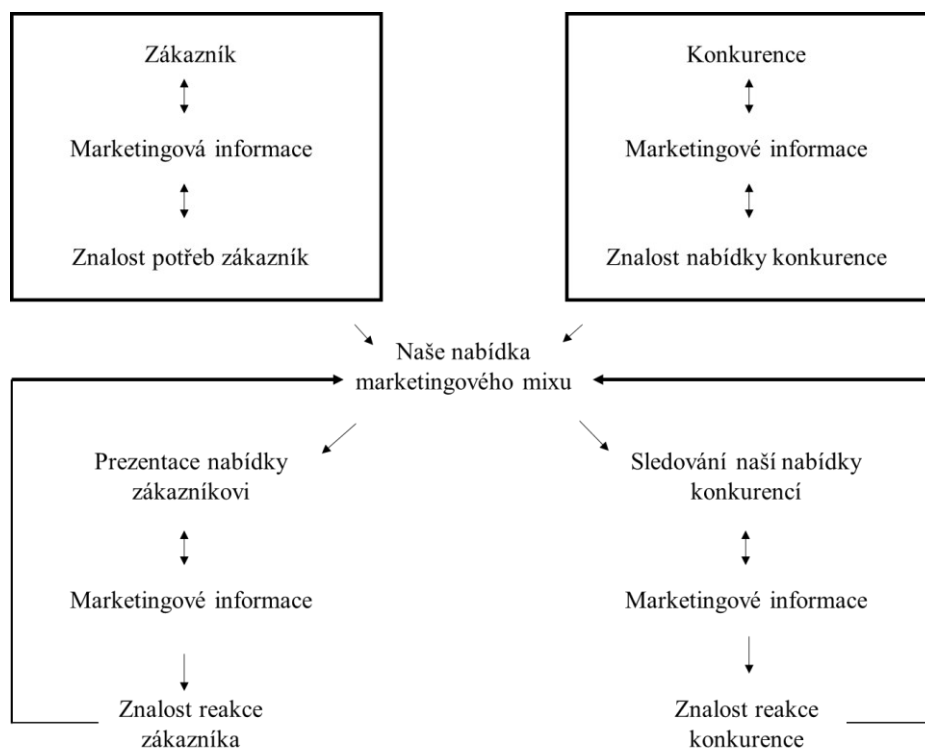 Zákazník
Marketingová informace
Znalost potřeb zákazník
Konkurence
Marketingové informace
Znalost nabídky konkurence
Naše nabídka
marketingového mixu
Prezentace nabídky
zákazníkovi
Marketingové informace
Znalost reakce
zákazníka
Sledování naší nabídky
konkurencí
Marketingové informace
Znalost reakce
konkurence